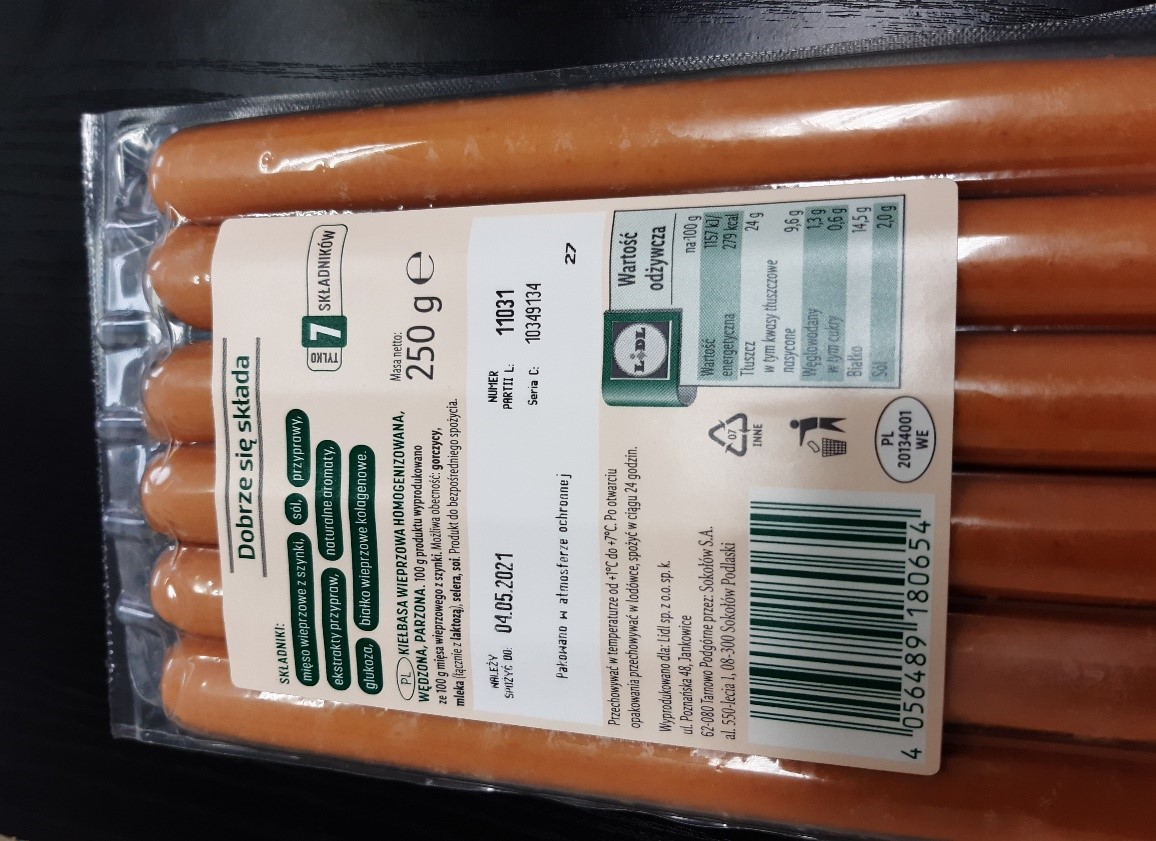 Dobrze się składa
SKŁADNIKI:
mięso wieprzowe z szynki, sól, przyprawy,
ekstrakty przypraw, naturalne aromaty,
glukoza, białko wieprzowe kolagenowe.
TYLKO 7 SKŁADNIKÓW
PL KIEŁBASA WIEPRZOWA HOMOGENIZOWANA,
WĘDZONA, PARZONA. 100 g produktu wyprodukowano
ze 100 g mięsa wieprzowego z szynki. Możliwa obecność: gorczycy,
mleka (łącznie z laktozą), selera, soi. Produkt do bezpośredniego spożycia.
Masa netto:
250 g e
NALEŻY
SPOŻYĆ DO: 04.05.2021
NUMER
PARTII L: 11031
Seria C: 10349134
Pakowano w atmosferze ochronnej
27
Przechowywać w temperaturze od +1°C do +7°C. Po otwarciu
opakowania przechowywać w lodówce, spożyć w ciągu 24 godzin.
Wyprodukowano dla: Lidl sp. z o.o. sp. k.
ul. Poznańska 48, Jankowice
62-080 Tarnowo Podgórne przez: Sokołów S.A.
al. 550-lecia 1, 08-300 Sokołów Podlaski
4 056489 180654
07
INNE
PL
20134001
WE
LIDL
Wartość
odżywcza
na 100 g
Wartość 1157 kJ/
energetyczna 279 kcal
Tłuszcz 24 g
w tym kwasy tłuszczowe
nasycone 9,6 g
Węglowodany 1,3 g
w tym cukry 0,6 g
Białko 14,5 g
Sól 2,0 g